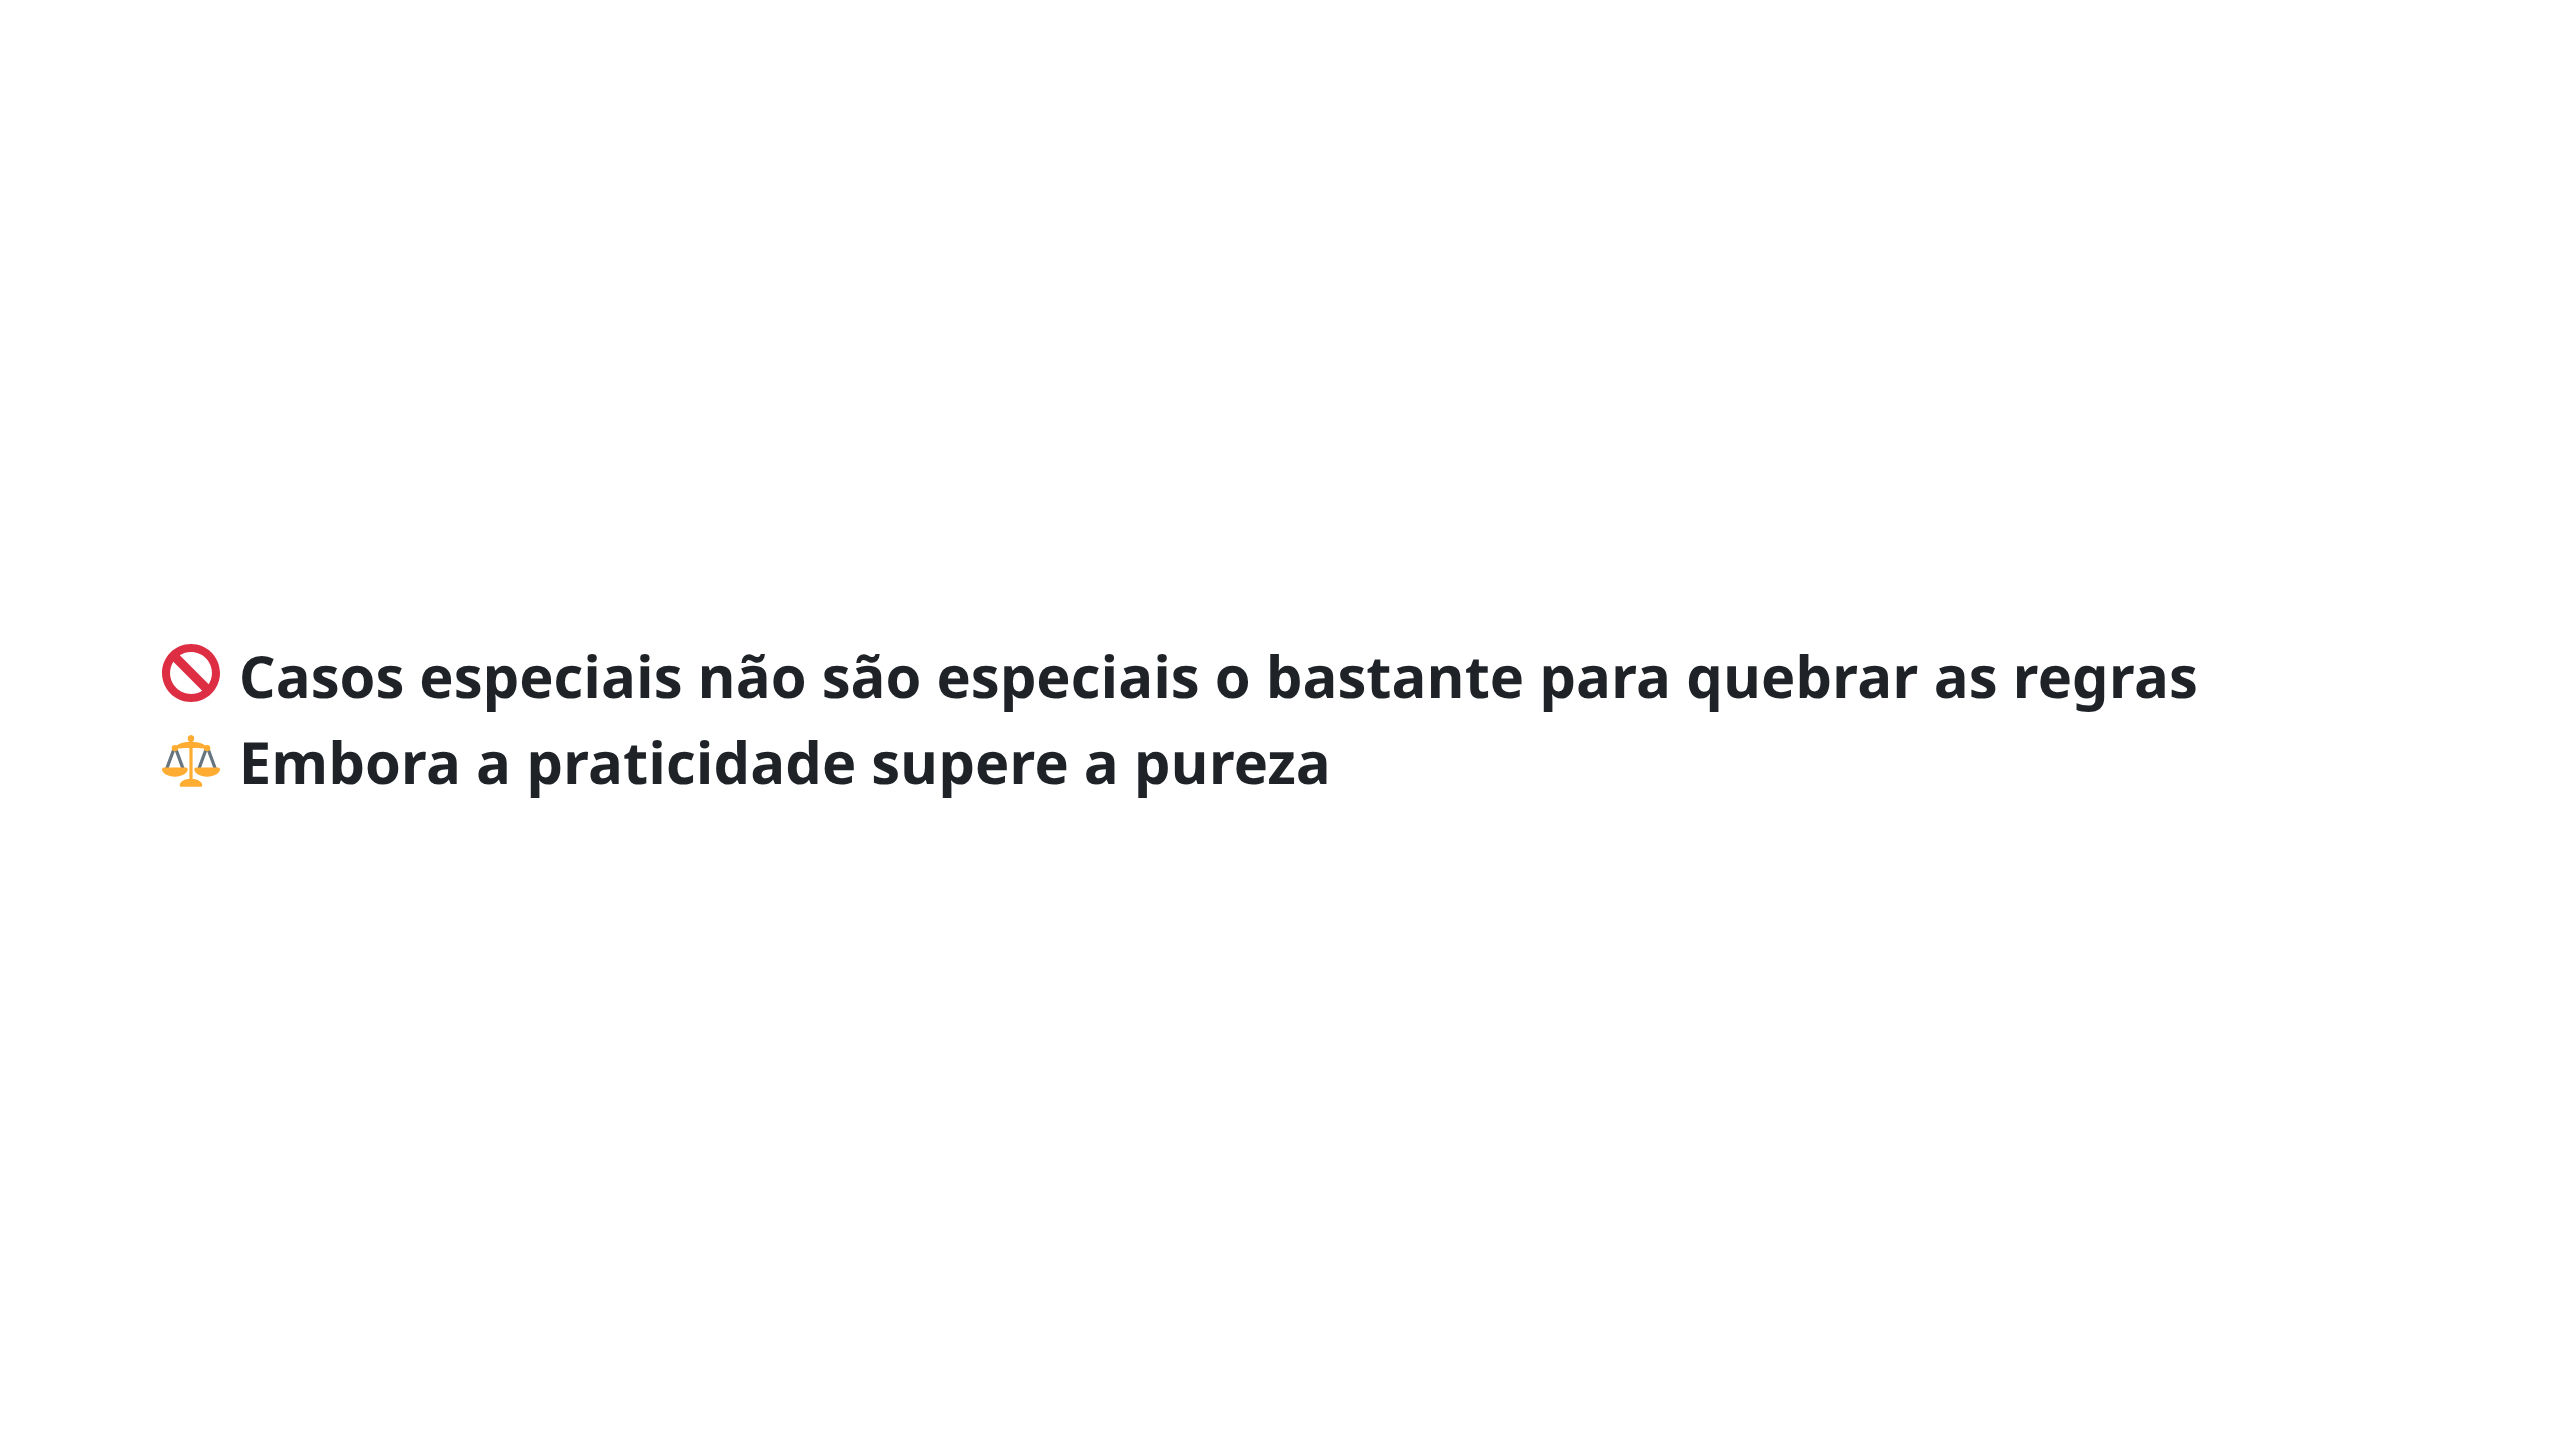 🚫 Casos especiais não são especiais o bastante para quebrar as regras
⚖️ Embora a praticidade supere a pureza